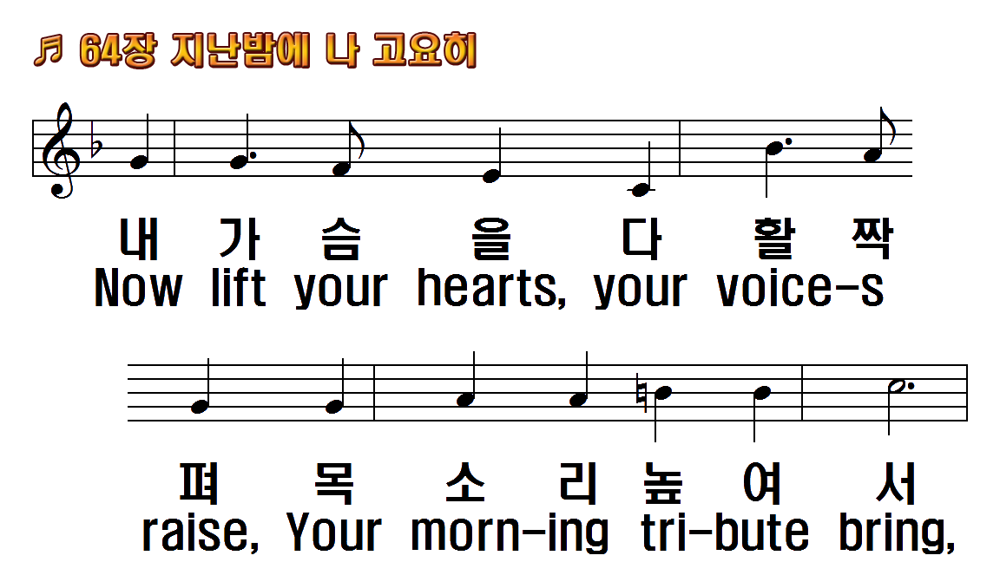 ♬ 64장 지난밤에 나 고요히
내 가 슴 을 다 활 짝
Now lift your hearts, your voice-s
펴 목 소 리 높 여 서
raise, Your morn-ing tri-bute bring,